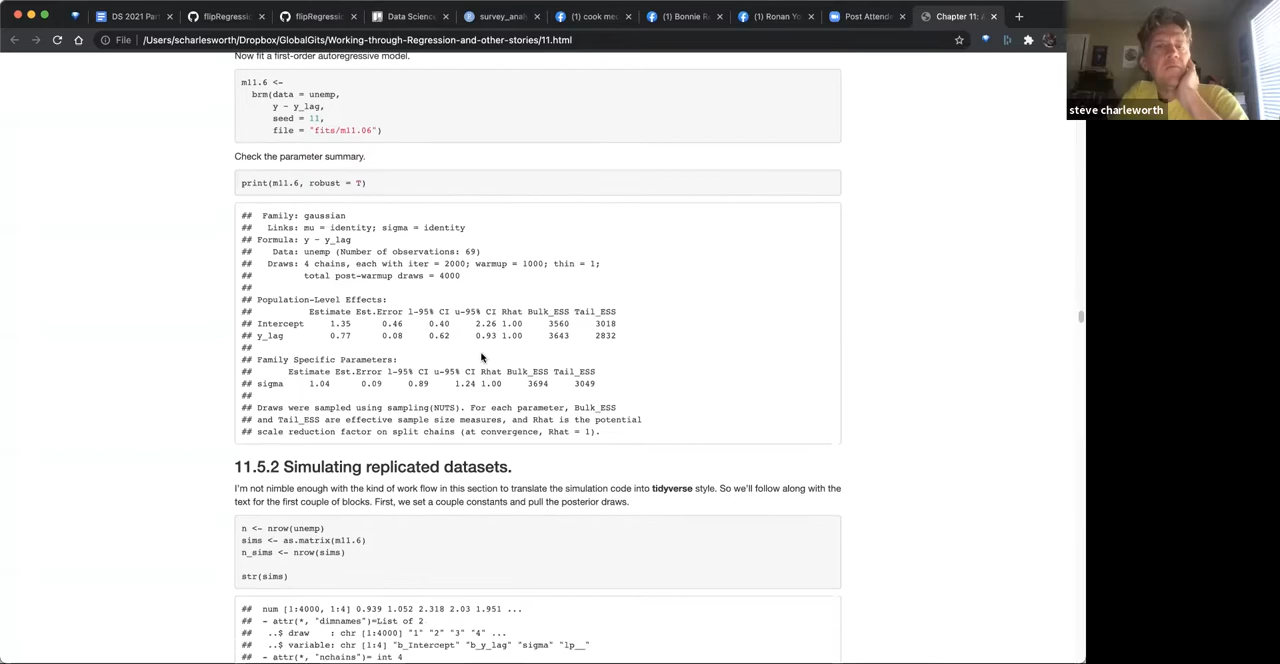 DS 2021 Par
flipRegressi
flipRegressi
Data Scienc
survey_anal
(1) cook me
(1) Bonnie R
(1) Ronan Yo
Post Attende
Chapter 11:
File /Users/scharlesworth/Dropbox/GlobalGits/Working-through-Regression-and-other-stories/11.html
steve charleworth
Now fit a first-order autoregressive model.
m11.6 <-
brm(data = unemp,
y ~ y_lag,
seed = 11,
file = "fits/m11.06")
Check the parameter summary.
print(m11.6, robust = T)
## Family: gaussian
## Links: mu = identity; sigma = identity
## Formula: y ~ y_lag
## Data: unemp (Number of observations: 69)
## Draws: 4 chains, each with iter = 2000; warmup = 1000; thin = 1;
## total post-warmup draws = 4000
##
## Population-Level Effects:
## Estimate Est.Error l-95% CI u-95% CI Rhat Bulk_ESS Tail_ESS
## Intercept 1.35 0.46 0.40 2.26 1.00 3560 3018
## y_lag 0.77 0.08 0.62 0.93 1.00 3643 2832
##
## Family Specific Parameters:
## Estimate Est.Error l-95% CI u-95% CI Rhat Bulk_ESS Tail_ESS
## sigma 1.04 0.09 0.89 1.24 1.00 3694 3049
##
## Draws were sampled using sampling(NUTS). For each parameter, Bulk_ESS
## and Tail_ESS are effective sample size measures, and Rhat is the potential
## scale reduction factor on split chains (at convergence, Rhat = 1).
11.5.2 Simulating replicated datasets.
I'm not nimble enough with the kind of work flow in this section to translate the simulation code into tidyverse style. So we'll follow along with the
text for the first couple of blocks. First, we set a couple constants and pull the posterior draws.
n <- nrow(unemp)
sims <- as.matrix(m11.6)
n_sims <- nrow(sims)
str(sims)
## num [1:4000, 1:4] 0.939 1.052 2.318 2.03 1.951 ...
## - attr(*, "dimnames")=List of 2
## ..$ draw : chr [1:4000] "1" "2" "3" "4" ...
## ..$ variable: chr [1:4] "b_Intercept" "b_y_lag" "sigma" "lp__"
## - attr(*, "nchains")= int 4